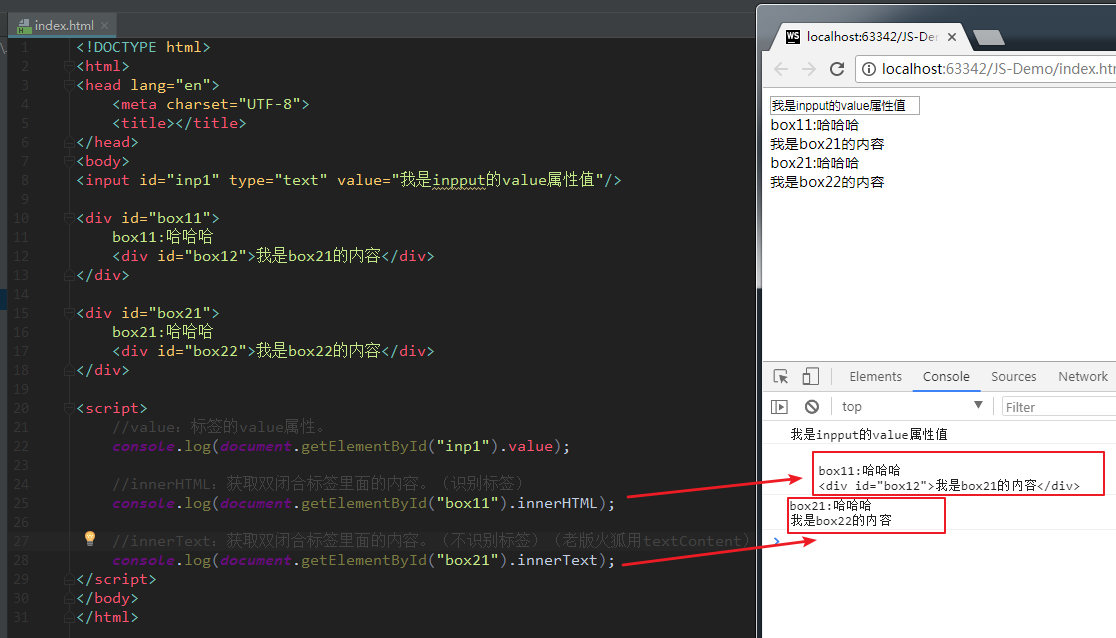 index.html
1 <!DOCTYPE html>
2 <html>
3 <head lang="en">
4 <meta charset="UTF-8">
5 <title></title>
6 </head>
7 <body>
8 <input id="inp1" type="text" value="我是inpput的value属性值"/>
9
10 <div id="box11">
11 box11:哈哈哈
12 <div id="box12">我是box21的内容</div>
13 </div>
14
15 <div id="box21">
16 box21:哈哈哈
17 <div id="box22">我是box22的内容</div>
18 </div>
19
20 <script>
21 //value：标签的value属性。
22 console.log(document.getElementById("inp1").value);
23
24 //innerHTML：获取双闭合标签里面的内容。（识别标签）
25 console.log(document.getElementById("box11").innerHTML);
26
27 //innerText：获取双闭合标签里面的内容。（不识别标签）（老版火狐用textContent）
28 console.log(document.getElementById("box21").innerText);
29 </script>
30 </body>
31 </html>
WS localhost:63342/JS-De
localhost:63342/JS-Demo/index.ht
我是inpput的value属性值
box11:哈哈哈
我是box21的内容
box21:哈哈哈
我是box22的内容
Elements Console Sources Network
top Filter
我是inpput的value属性值
box11:哈哈哈
<div id="box12">我是box21的内容</div>
box21:哈哈哈
我是box22的内容